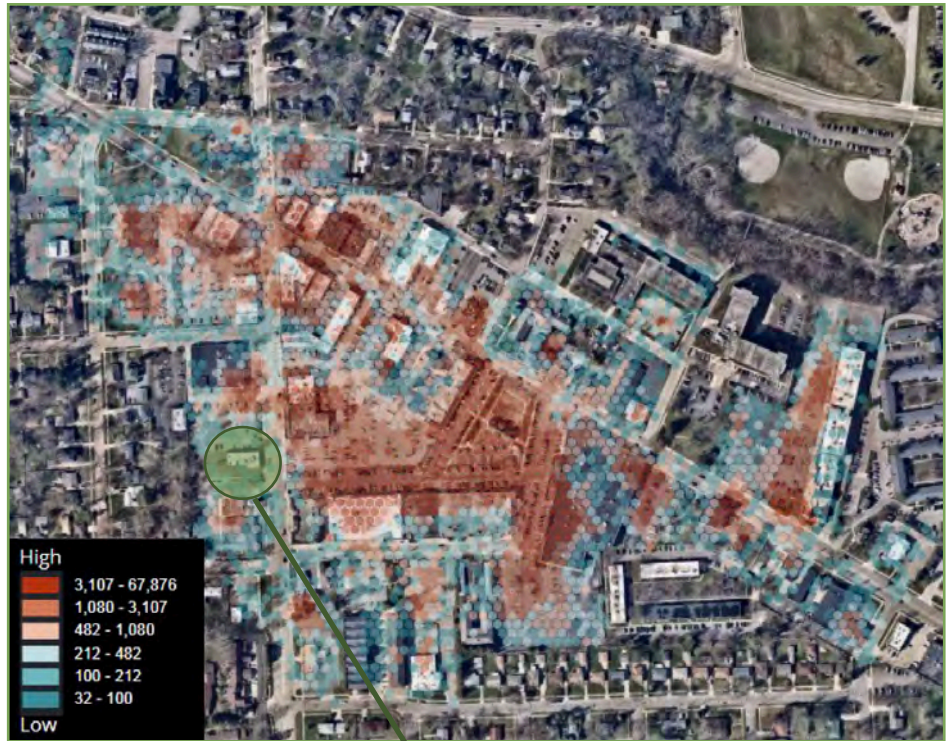 High
3,107 - 67,876
1,080 - 3,107
482 - 1,080
212 - 482
100 - 212
32 - 100
Low